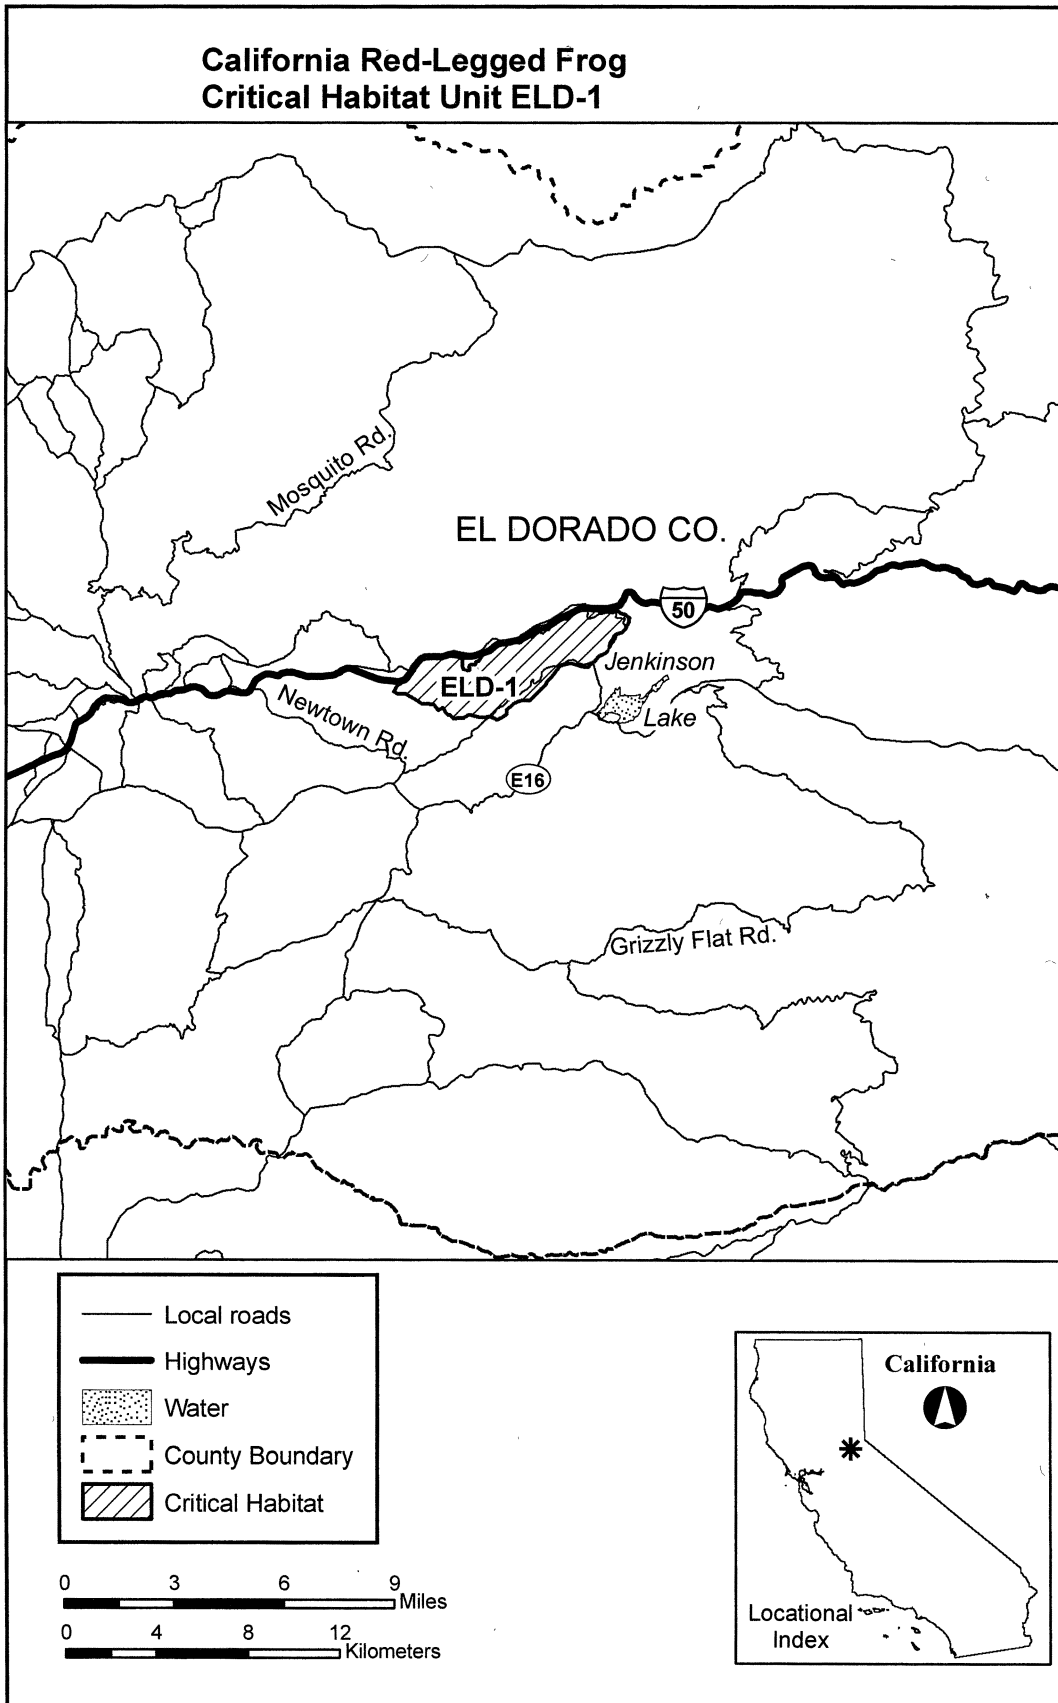 California Red-Legged Frog
Critical Habitat Unit ELD-1
Mosquito Rd.
EL DORADO CO.
50
Jenkinson
ELD-1
Newtown Rd.
Lake
E16
Grizzly Flat Rd.
Local roads
Highways
Water
County Boundary
Critical Habitat
California
0 3 6 9
Miles
0 4 8 12
Kilometers
Locational
Index